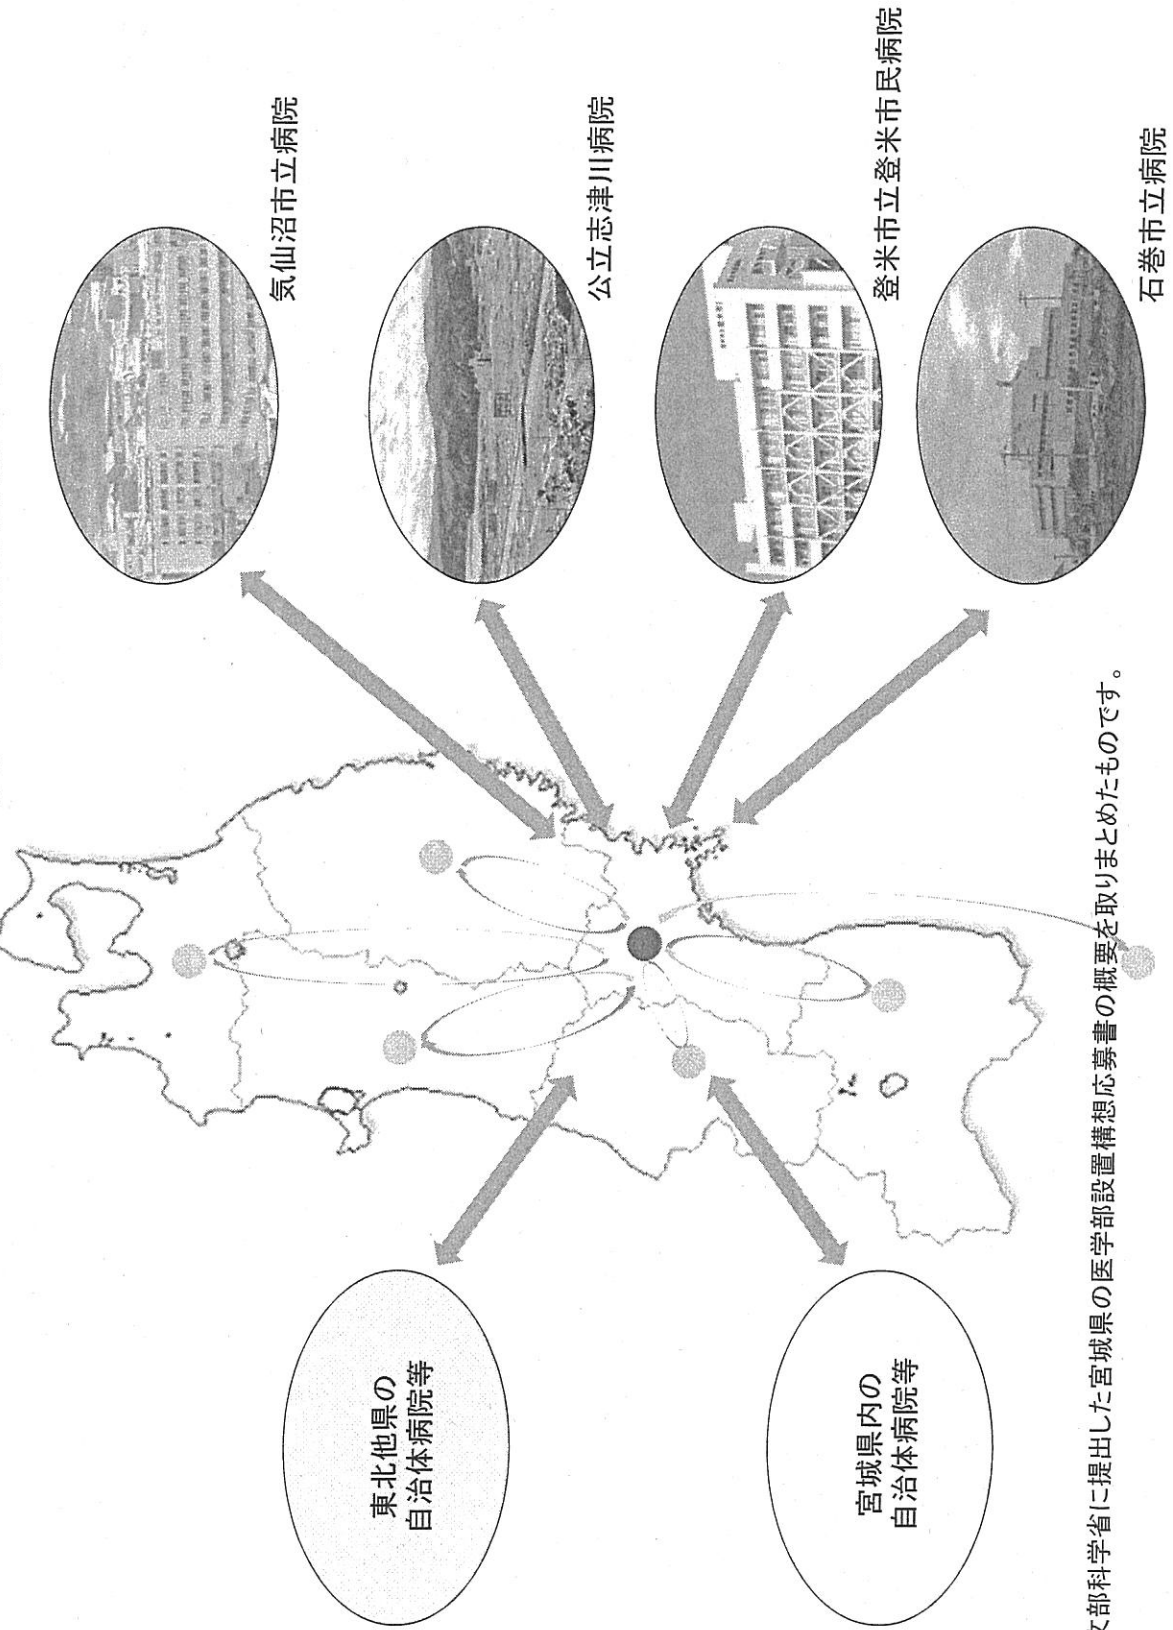 気仙沼市立病院
公立志津川病院
登米市立登米市民病院
石巻市立病院
東北他県の
自治体病院等
宮城県内の
自治体病院等
文部科学省に提出した宮城県の医学部設置構想応募書の概要を取りまとめたものです。